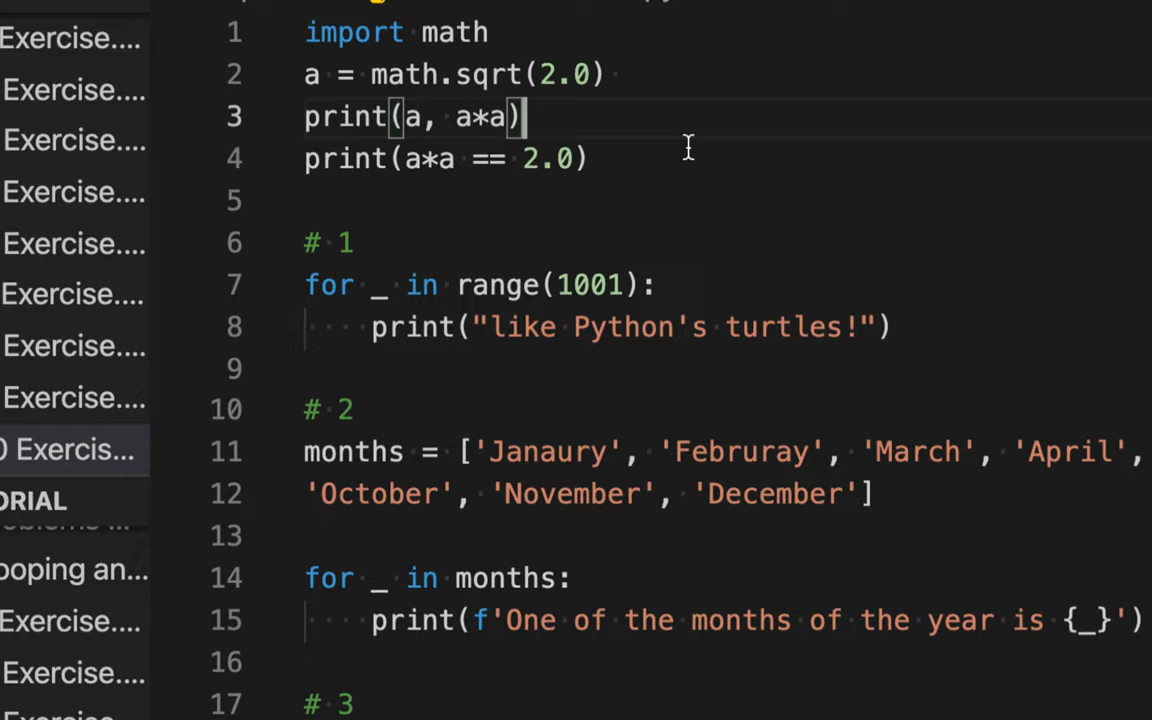 Exercise....
Exercise....
Exercise....
Exercise....
Exercise....
Exercise....
Exercise....
Exercise....
0 Exercis...
ORIAL
ooping an...
Exercise....
Exercise....
1 import math
2 a = math.sqrt(2.0)
3 print(a, a*a)
4 print(a*a == 2.0)
5
6 # 1
7 for _ in range(1001):
8 print("like Python's turtles!")
9
10 # 2
11 months = ['Janaury', 'Februray', 'March', 'April',
12 'October', 'November', 'December']
13
14 for _ in months:
15 print(f'One of the months of the year is {_}')
16
17 # 3